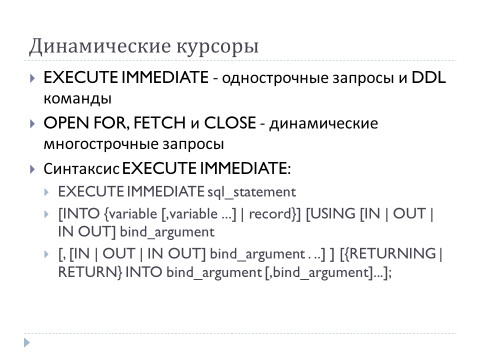 Динамические курсоры
EXECUTE IMMEDIATE - однострочные запросы и DDL
команды
OPEN FOR, FETCH и CLOSE - динамические
многострочные запросы
Синтаксис EXECUTE IMMEDIATE:
EXECUTE IMMEDIATE sql_statement
[INTO {variable [,variable ...] | record}] [USING [IN | OUT |
IN OUT] bind_argument
[, [IN | OUT | IN OUT] bind_argument . ..] ] [{RETURNING |
RETURN} INTO bind_argument [,bind_argument]...];